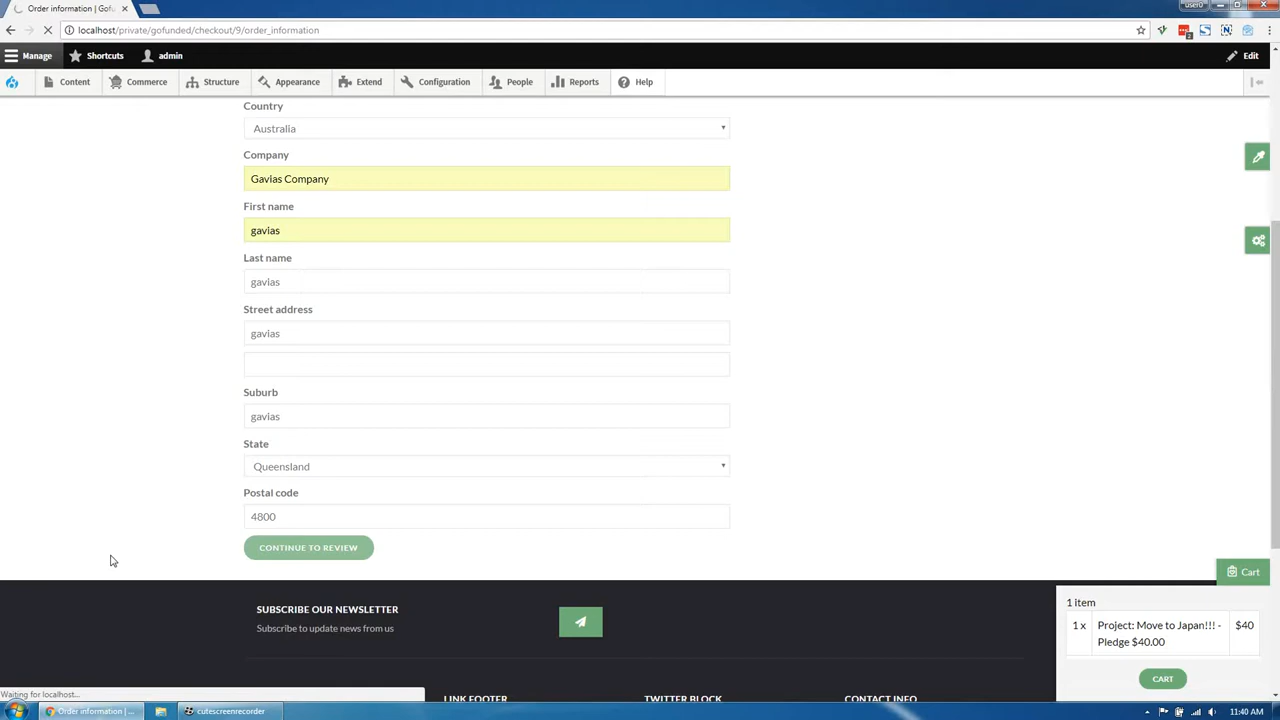 Order information | Gofu
user0
localhost/private/gofunded/checkout/9/order_information
Manage
Shortcuts
admin
Edit
Content
Commerce
Structure
Appearance
Extend
Configuration
People
Reports
Help
Country
Australia
Company
Gavias Company
First name
gavias
Last name
gavias
Street address
gavias
Suburb
gavias
State
Queensland
Postal code
4800
CONTINUE TO REVIEW
Cart
1 item
1 x Project: Move to Japan!!! - $40
Pledge $40.00
CART
SUBSCRIBE OUR NEWSLETTER
Subscribe to update news from us
LINK FOOTER
TWITTER BLOCK
CONTACT INFO
Waiting for localhost...
Order information | ...
cutescreenrecorder
11:40 AM